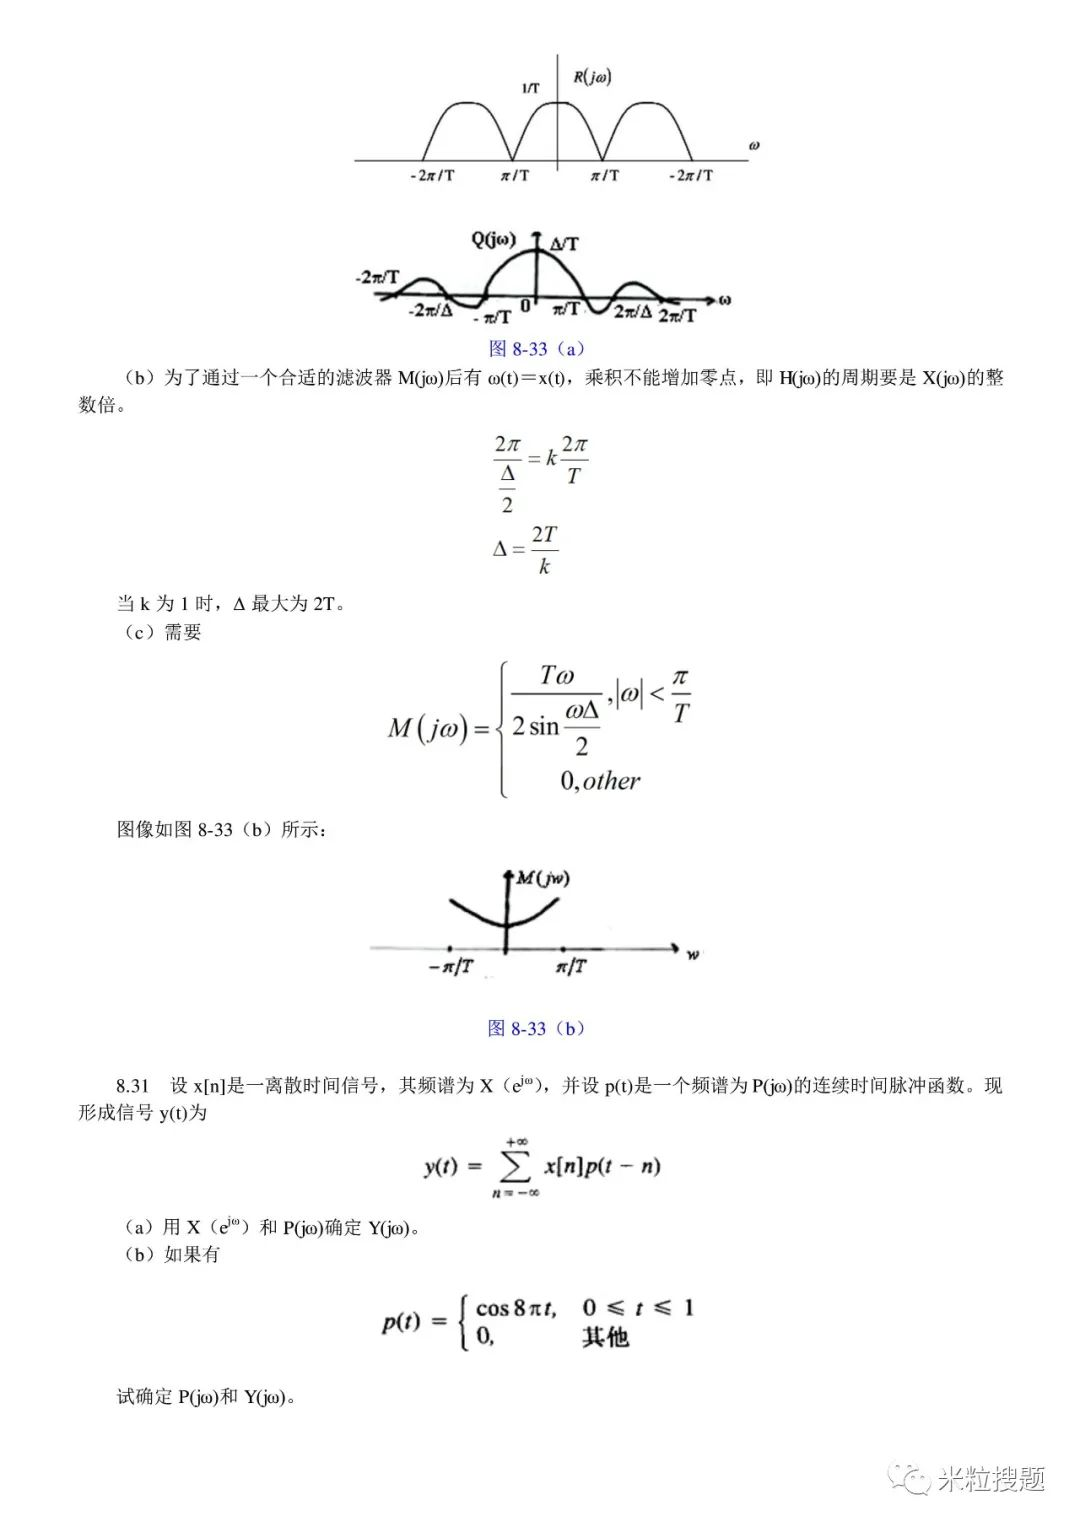 R(jω)
1/T
ω
-2π/T π/T π/T -2π/T
Q(jω) Δ/T
-2π/T
ω
-2π/Δ -π/T 0 π/T 2π/Δ 2π/T
图 8-33（a）
（b）为了通过一个合适的滤波器 M(jω)后有 ω(t)＝x(t)，乘积不能增加零点，即 H(jω)的周期要是 X(jω)的整
数倍。
2π/(Δ/2) = k 2π/T
Δ = 2T/k
当 k 为 1 时，Δ 最大为 2T。
（c）需要
M(jω) = { Tω/(2 sin(ωΔ/2)), |ω| < π/T
0, other
图像如图 8-33（b）所示：
M(jw)
w
-π/T π/T
图 8-33（b）
8.31 设 x[n]是一离散时间信号，其频谱为 X（e^jω），并设 p(t)是一个频谱为 P(jω)的连续时间脉冲函数。现
形成信号 y(t)为
y(t) = ∑_{n=-∞}^{+∞} x[n]p(t - n)
（a）用 X（e^jω）和 P(jω)确定 Y(jω)。
（b）如果有
p(t) = { cos8πt, 0 ⩽ t ⩽ 1
0, 其他
试确定 P(jω)和 Y(jω)。
米粒搜题